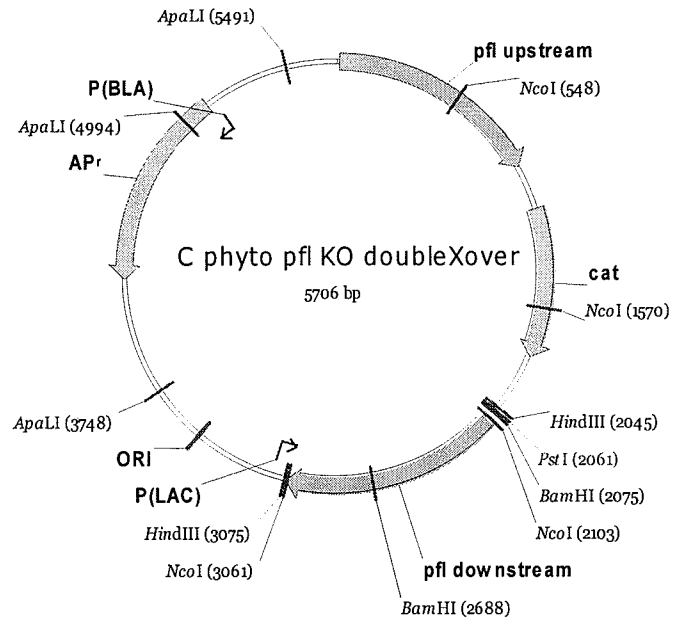 ApaLI (5491)
pfl upstream
NcoI (548)
P(BLA)
ApaLI (4994)
APr
C phyto pfl KO doubleXover
5706 bp
cat
NcoI (1570)
ApaLI (3748)
ORI
P(LAC)
HindIII (3075)
NcoI (3061)
HindIII (2045)
PstI (2061)
BamHI (2075)
NcoI (2103)
pfl downstream
BamHI (2688)